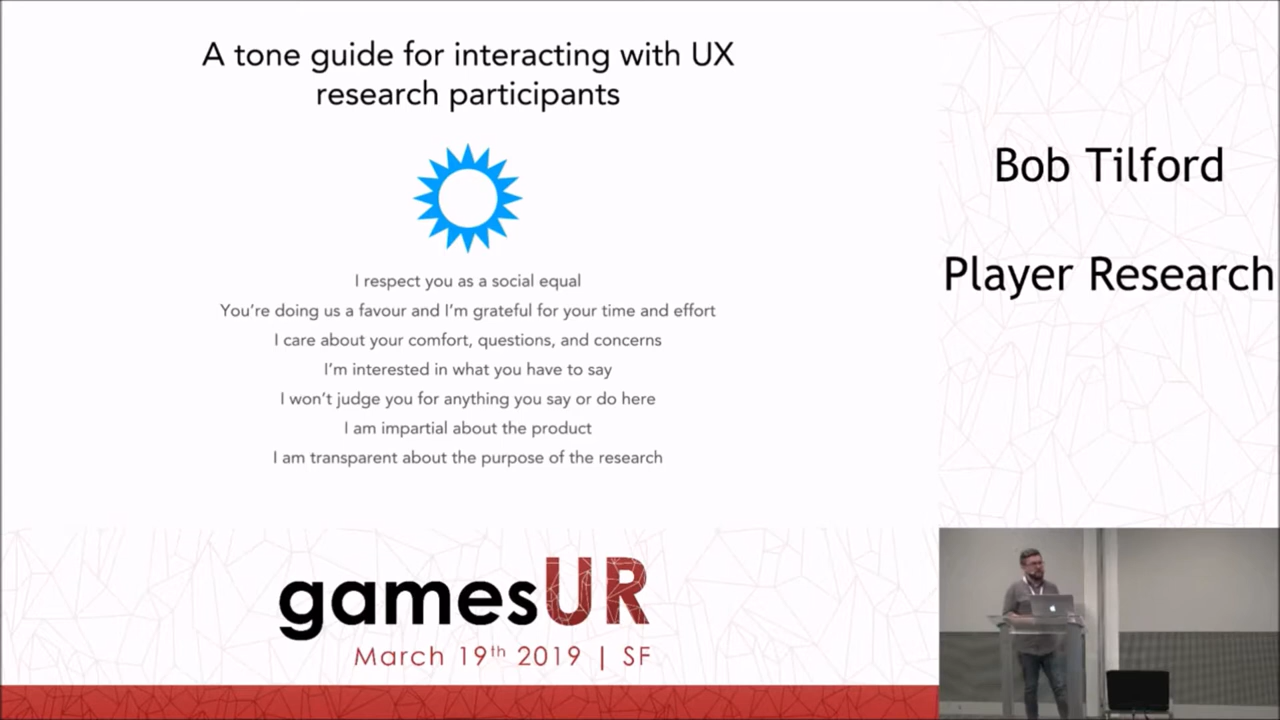 A tone guide for interacting with UX
research participants
I respect you as a social equal
You're doing us a favour and I'm grateful for your time and effort
I care about your comfort, questions, and concerns
I'm interested in what you have to say
I won't judge you for anything you say or do here
I am impartial about the product
I am transparent about the purpose of the research
Bob Tilford
Player Research
gamesUR
March 19th 2019 | SF